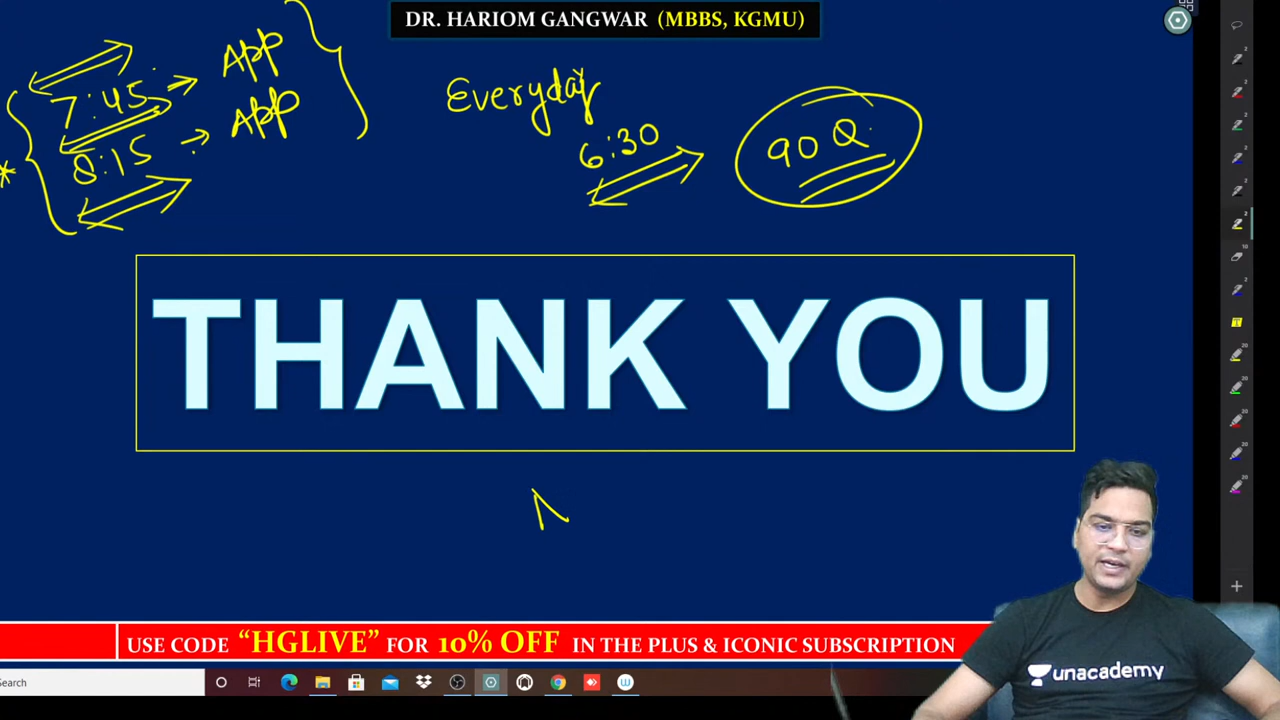 DR. HARIOM GANGWAR (MBBS, KGMU)
7:45 → App
8:15 → App
Everyday
6:30
90 Q.
THANK YOU
N
USE CODE “HGLIVE” FOR 10% OFF IN THE PLUS & ICONIC SUBSCRIPTION
unacademy
Search